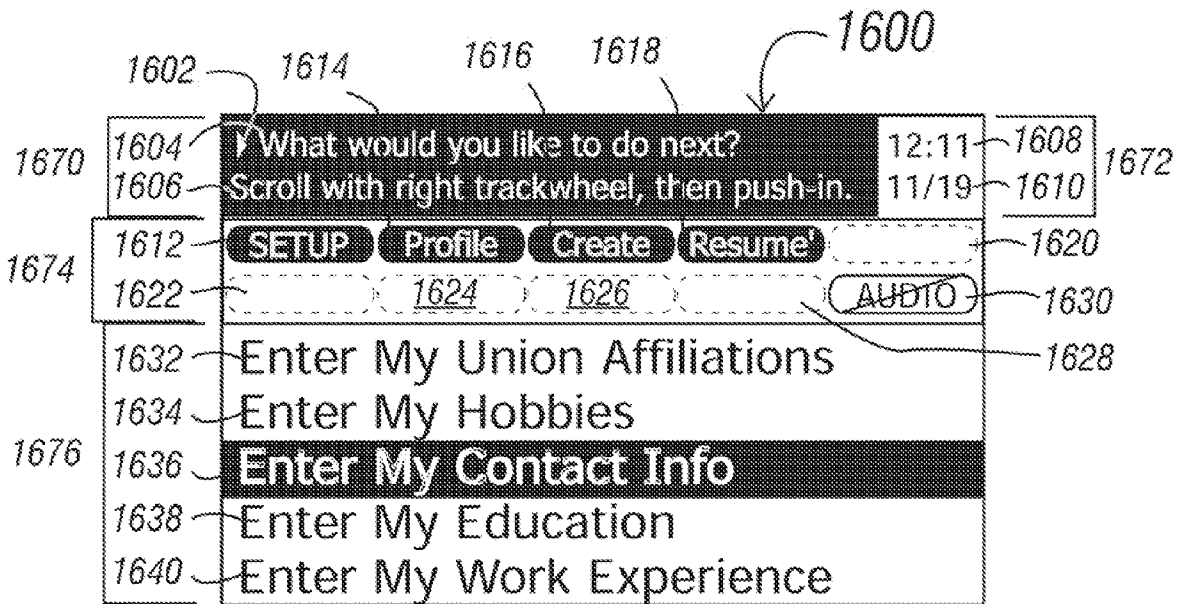 1600
1602 1614 1616 1618
1670 1604 What would you like to do next? 12:11 1608 1672
1606 Scroll with right trackwheel, then push-in. 11/19 1610
1674 1612 SETUP Profile Create Resume' 1620
1622 1624 1626 AUDIO 1630
1628
1632 Enter My Union Affiliations
1634 Enter My Hobbies
1676 1636 Enter My Contact Info
1638 Enter My Education
1640 Enter My Work Experience